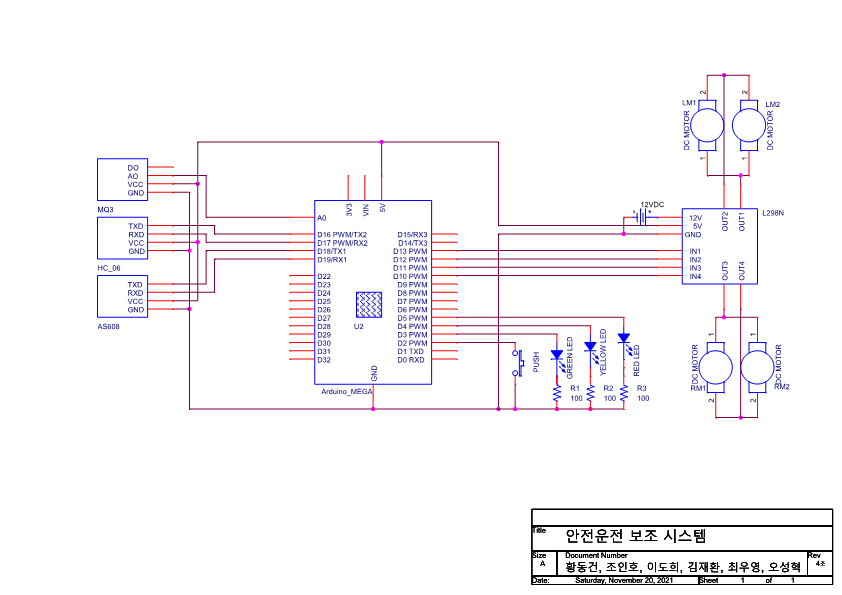 LM1
2
DC MOTOR
1
2
LM2
DC MOTOR
1
DO
AO
VCC
GND
MQ3
TXD
RXD
VCC
GND
HC_06
TXD
RXD
VCC
GND
AS608
3V3
VIN
5V
A0
D16 PWM/TX2
D17 PWM/RX2
D18/TX1
D19/RX1
D22
D23
D24
D25
D26
D27
D28
D29
D30
D31
D32
D15/RX3
D14/TX3
D13 PWM
D12 PWM
D11 PWM
D10 PWM
D9 PWM
D8 PWM
D7 PWM
D6 PWM
D5 PWM
D4 PWM
D3 PWM
D2 PWM
D1 TXD
D0 RXD
U2
GND
Arduino_MEGA
12VDC
12V
5V
GND
IN1
IN2
IN3
IN4
OUT2
OUT1
OUT3
OUT4
L298N
PUSH
GREEN LED
YELLOW LED
RED LED
R1
100
R2
100
R3
100
1
DC MOTOR
RM1
2
1
DC MOTOR
RM2
2
Title
안전운전 보조 시스템
Size
A
Document Number
황동건, 조인호, 이도희, 김재환, 최우영, 오성혁
Rev
4조
Date: Saturday, November 20, 2021 Sheet 1 of 1